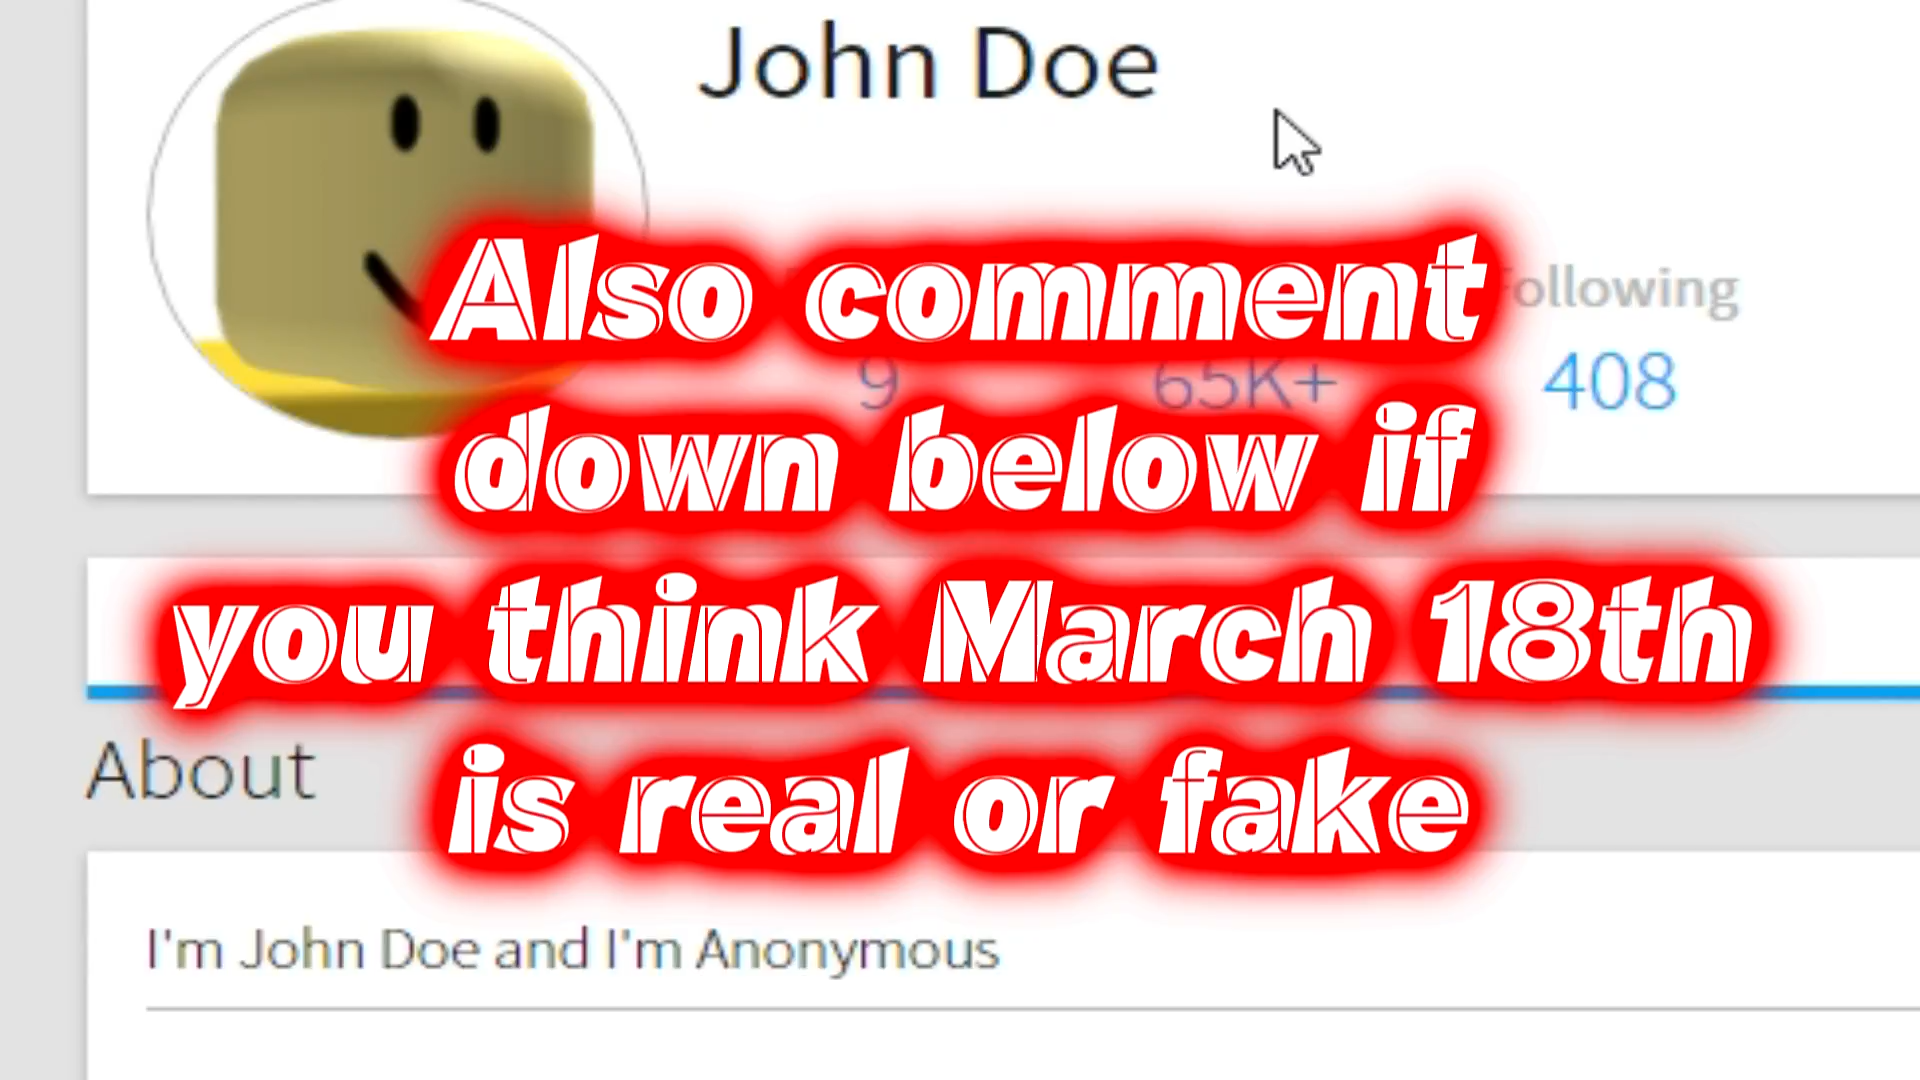 John Doe
Following
9
65K+
408
Also comment
down below if
you think March 18th
is real or fake
About
I'm John Doe and I'm Anonymous